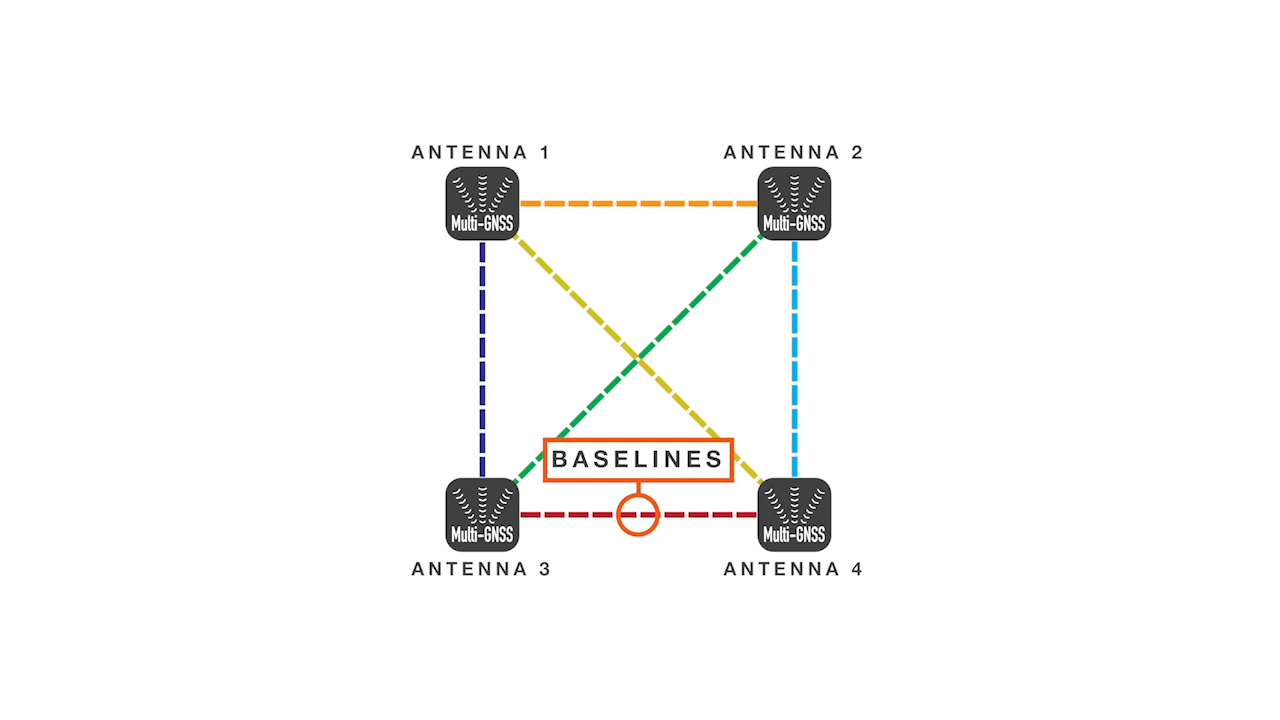 ANTENNA 1
ANTENNA 2
Multi-GNSS
Multi-GNSS
BASELINES
Multi-GNSS
Multi-GNSS
ANTENNA 3
ANTENNA 4